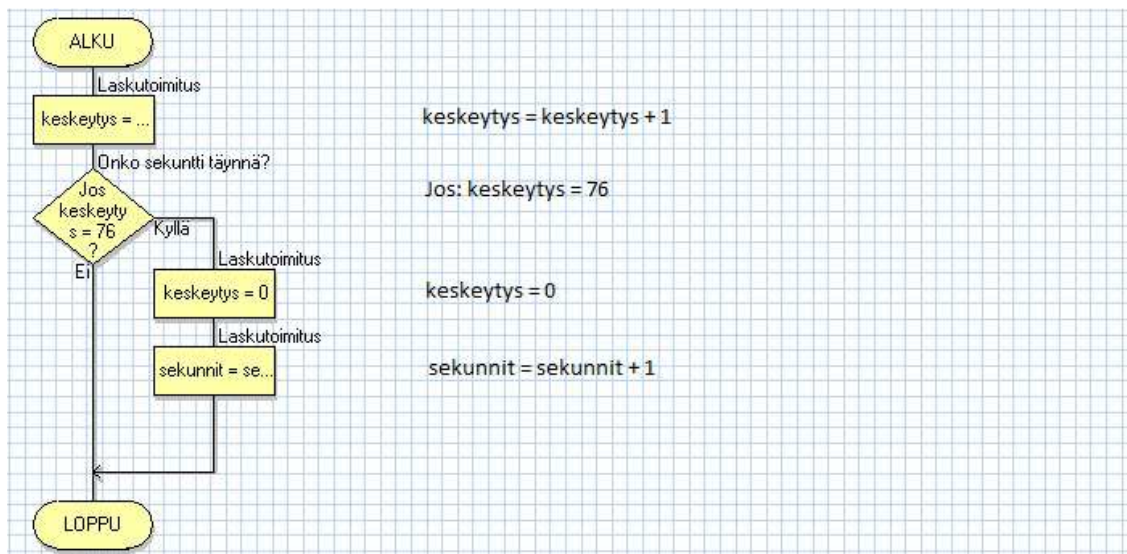 ALKU
Laskutoimitus
keskeytys = ...
keskeytys = keskeytys + 1
Onko sekuntti täynnä?
Jos
keskeyty
s = 76
?
Jos: keskeytys = 76
Kyllä
Ei
Laskutoimitus
keskeytys = 0
keskeytys = 0
Laskutoimitus
sekunnit = se...
sekunnit = sekunnit + 1
LOPPU